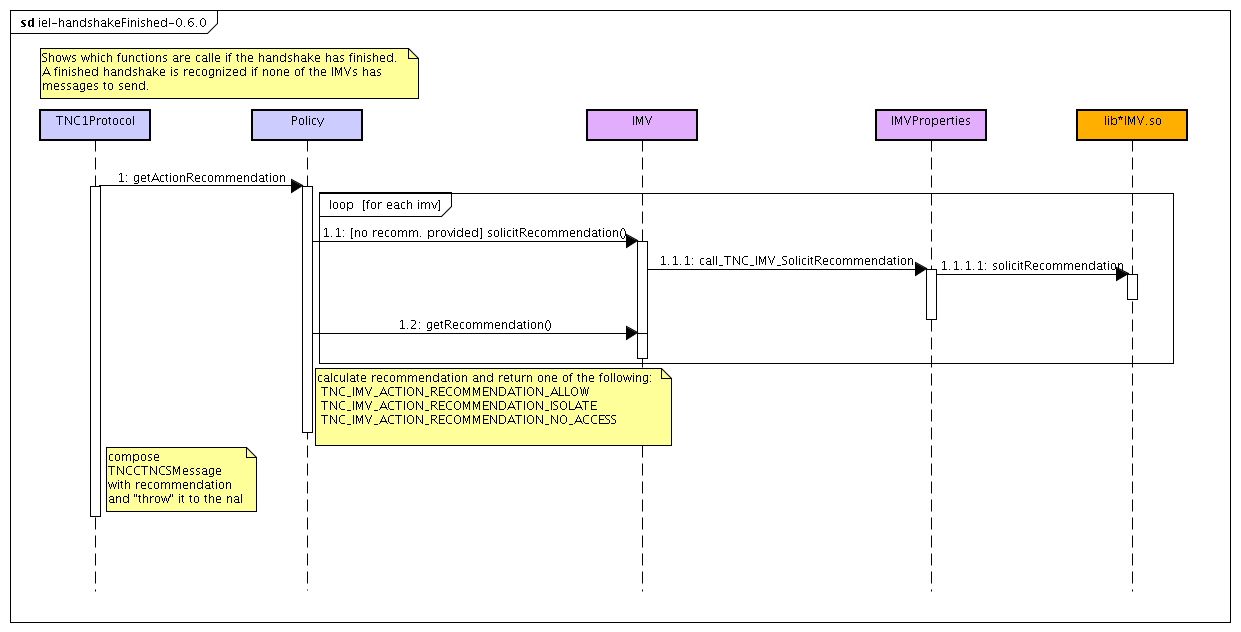 sd iel-handshakeFinished-0.6.0
Shows which functions are calle if the handshake has finished.
A finished handshake is recognized if none of the IMVs has
messages to send.
TNC1Protocol
Policy
IMV
IMVProperties
lib*IMV.so
1: getActionRecommendation
loop [for each imv]
1.1: [no recomm. provided] solicitRecommendation()
1.1.1: call_TNC_IMV_SolicitRecommendation
1.1.1.1: solicitRecommendation
1.2: getRecommendation()
calculate recommendation and return one of the following:
TNC_IMV_ACTION_RECOMMENDATION_ALLOW
TNC_IMV_ACTION_RECOMMENDATION_ISOLATE
TNC_IMV_ACTION_RECOMMENDATION_NO_ACCESS
compose
TNCCTNCSMessage
with recommendation
and "throw" it to the nal